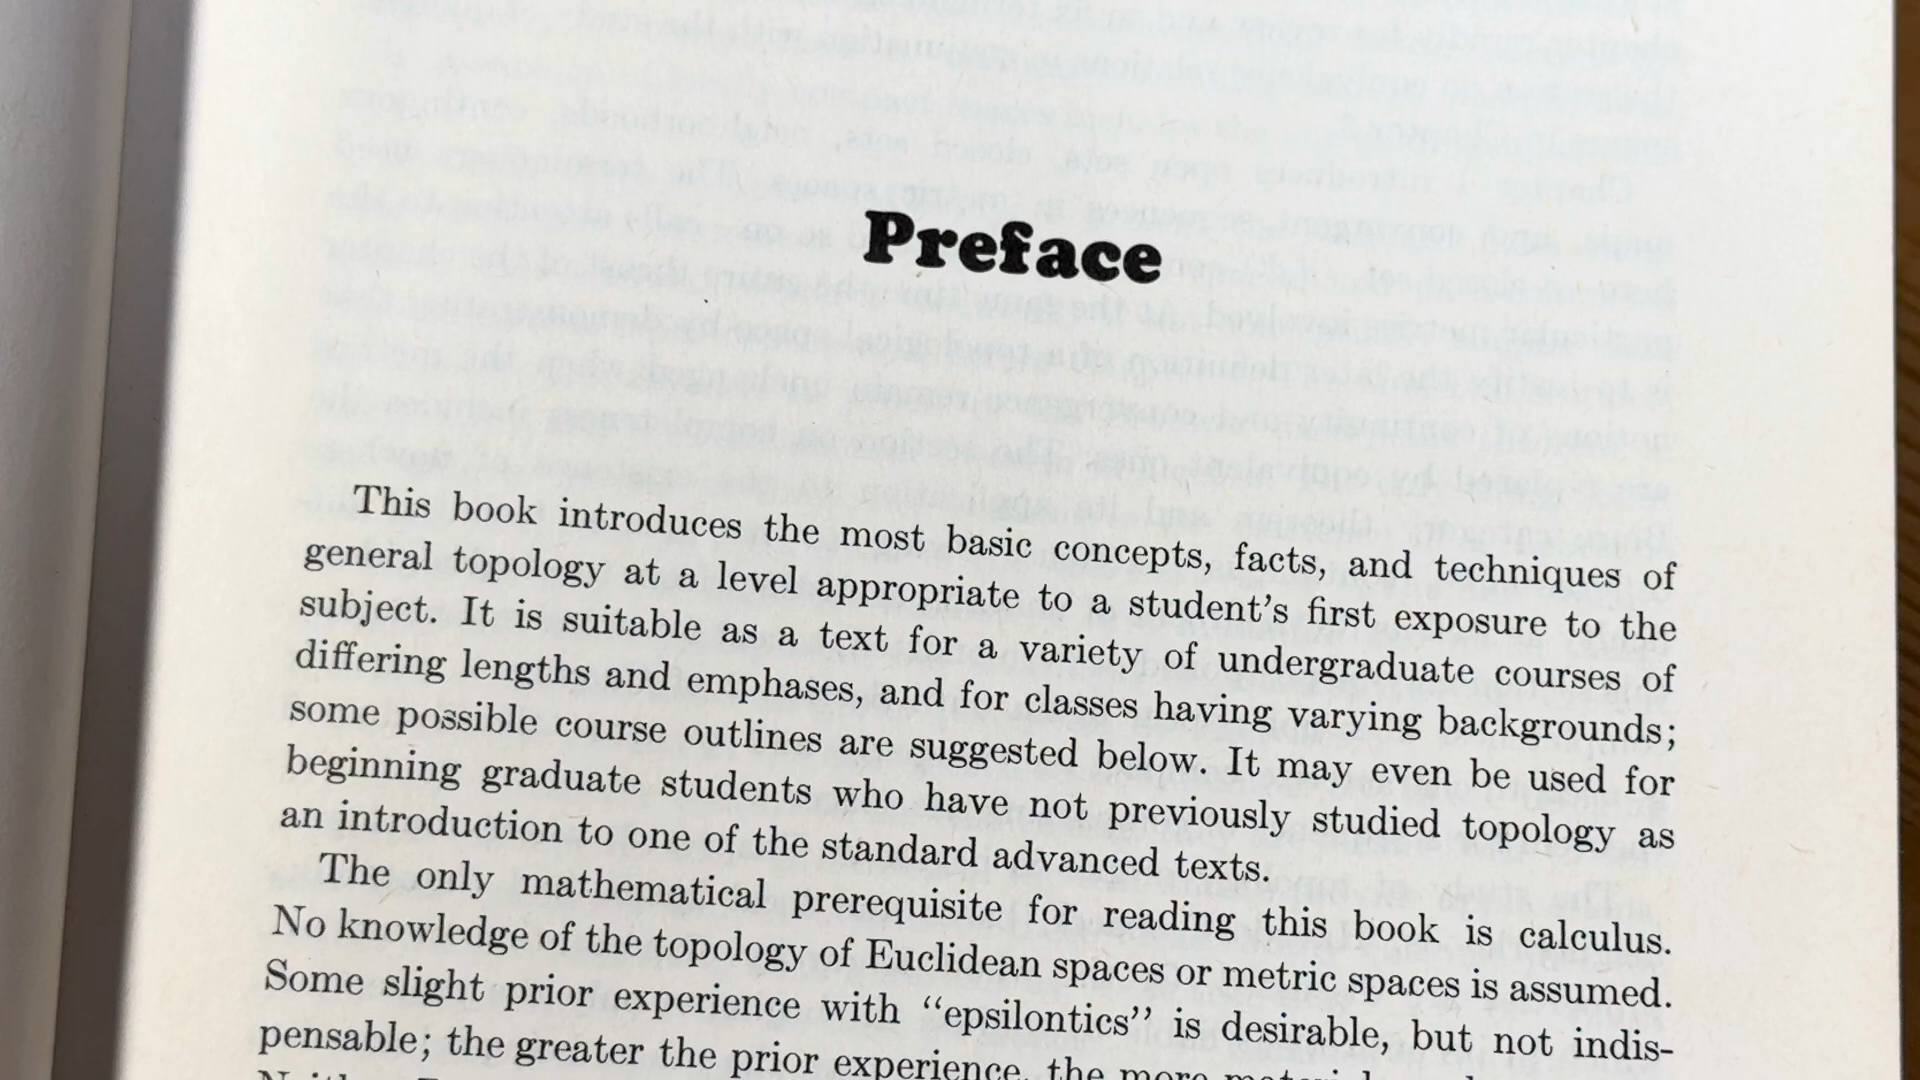 Preface
This book introduces the most basic concepts, facts, and techniques of
general topology at a level appropriate to a student's first exposure to the
subject. It is suitable as a text for a variety of undergraduate courses of
differing lengths and emphases, and for classes having varying backgrounds;
some possible course outlines are suggested below. It may even be used for
beginning graduate students who have not previously studied topology as
an introduction to one of the standard advanced texts.
The only mathematical prerequisite for reading this book is calculus.
No knowledge of the topology of Euclidean spaces or metric spaces is assumed.
Some slight prior experience with “epsilontics” is desirable, but not indis-
pensable; the greater the prior experience, the more